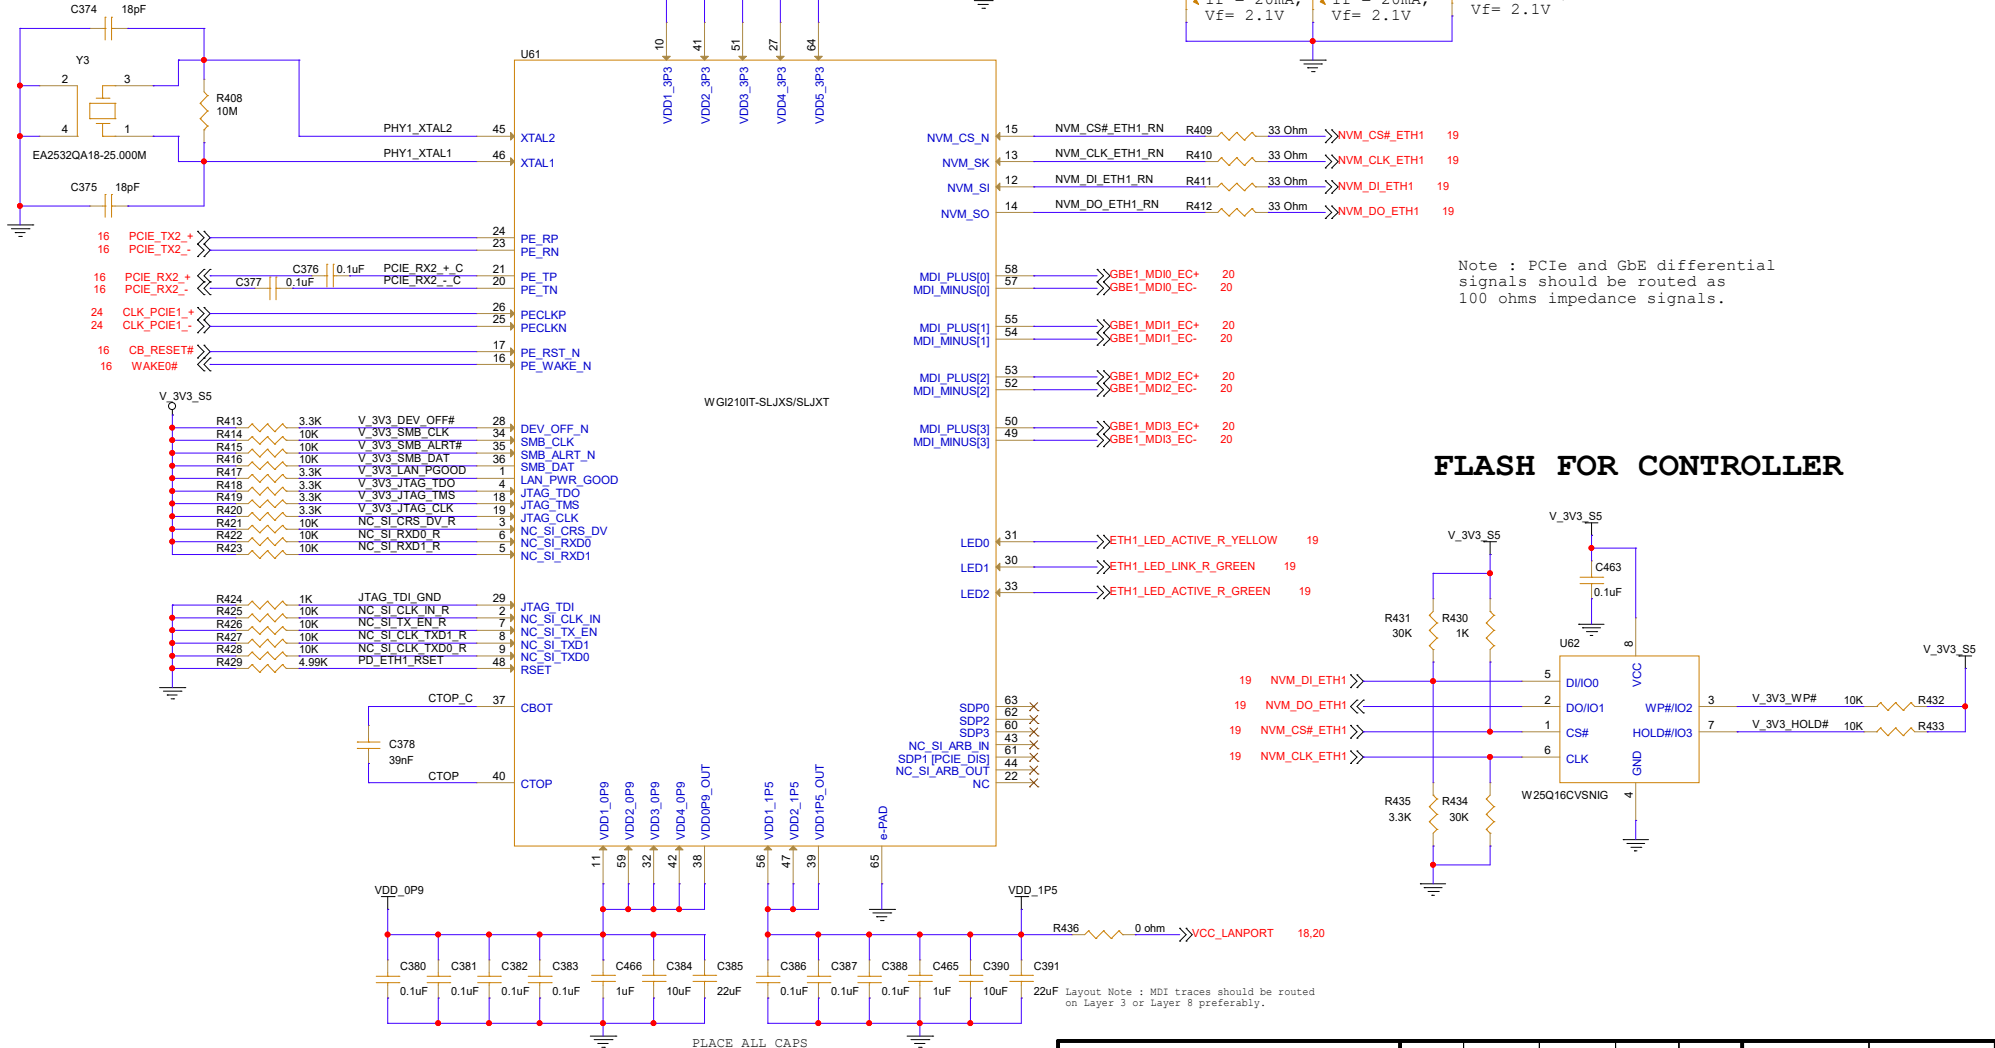 C374 18pF
Y3
2 3
4 1
R408
10M
EA2532QA18-25.000M
C375 18pF
PHY1_XTAL2 45 XTAL2
PHY1_XTAL1 46 XTAL1
U61
10 41 51 27 64
VDD1_3P3 VDD2_3P3 VDD3_3P3 VDD4_3P3 VDD5_3P3
Vf= 2.1V Vf= 2.1V Vf= 2.1V
NVM_CS_N 15 NVM_CS#_ETH1_RN R409 33 Ohm NVM_CS#_ETH1 19
NVM_SK 13 NVM_CLK_ETH1_RN R410 33 Ohm NVM_CLK_ETH1 19
NVM_SI 12 NVM_DI_ETH1_RN R411 33 Ohm NVM_DI_ETH1 19
NVM_SO 14 NVM_DO_ETH1_RN R412 33 Ohm NVM_DO_ETH1 19
16 PCIE_TX2_+ 24 PE_RP
16 PCIE_TX2_- 23 PE_RN
16 PCIE_RX2_+ C376 0.1uF PCIE_RX2_+_C 21 PE_TP
16 PCIE_RX2_- C377 0.1uF PCIE_RX2_-_C 20 PE_TN
24 CLK_PCIE1_+ 26 PECLKP
24 CLK_PCIE1_- 25 PECLKN
16 CB_RESET# 17 PE_RST_N
16 WAKE0# 16 PE_WAKE_N
MDI_PLUS[0] 58 GBE1_MDI0_EC+ 20
MDI_MINUS[0] 57 GBE1_MDI0_EC- 20
MDI_PLUS[1] 55 GBE1_MDI1_EC+ 20
MDI_MINUS[1] 54 GBE1_MDI1_EC- 20
MDI_PLUS[2] 53 GBE1_MDI2_EC+ 20
MDI_MINUS[2] 52 GBE1_MDI2_EC- 20
MDI_PLUS[3] 50 GBE1_MDI3_EC+ 20
MDI_MINUS[3] 49 GBE1_MDI3_EC- 20
Note : PCIe and GbE differential
signals should be routed as
100 ohms impedance signals.
WGI210IT-SLJXS/SLJXT
V_3V3_S5
R413 3.3K V_3V3_DEV_OFF# 28 DEV_OFF_N
R414 10K V_3V3_SMB_CLK 34 SMB_CLK
R415 10K V_3V3_SMB_ALRT# 35 SMB_ALRT_N
R416 10K V_3V3_SMB_DAT 36 SMB_DAT
R417 3.3K V_3V3_LAN_PGOOD 1 LAN_PWR_GOOD
R418 3.3K V_3V3_JTAG_TDO 4 JTAG_TDO
R419 3.3K V_3V3_JTAG_TMS 18 JTAG_TMS
R420 3.3K V_3V3_JTAG_CLK 19 JTAG_CLK
R421 10K NC_SI_CRS_DV_R 3 NC_SI_CRS_DV
R422 10K NC_SI_RXD0_R 6 NC_SI_RXD0
R423 10K NC_SI_RXD1_R 5 NC_SI_RXD1
R424 1K JTAG_TDI_GND 29 JTAG_TDI
R425 10K NC_SI_CLK_IN_R 2 NC_SI_CLK_IN
R426 10K NC_SI_TX_EN_R 7 NC_SI_TX_EN
R427 10K NC_SI_CLK_TXD1_R 8 NC_SI_TXD1
R428 10K NC_SI_CLK_TXD0_R 9 NC_SI_TXD0
R429 4.99K PD_ETH1_RSET 48 RSET
LED0 31 ETH1_LED_ACTIVE_R_YELLOW 19
LED1 30 ETH1_LED_LINK_R_GREEN 19
LED2 33 ETH1_LED_ACTIVE_R_GREEN 19
CTOP_C 37 CBOT
C378
39nF
CTOP 40 CTOP
SDP0 63
SDP2 62
SDP3 60
NC_SI_ARB_IN 43
SDP1 [PCIE_DIS] 61
NC_SI_ARB_OUT 44
NC 22
VDD1_0P9 VDD2_0P9 VDD3_0P9 VDD4_0P9 VDD0P9_OUT VDD1_1P5 VDD2_1P5 VDD1P5_OUT e-PAD
11 59 32 42 38 56 47 39 65
FLASH FOR CONTROLLER
V_3V3_S5
V_3V3_S5
C463
0.1uF
R431 R430
30K 1K
U62
8
VCC
V_3V3_S5
19 NVM_DI_ETH1 5 DI/IO0
19 NVM_DO_ETH1 2 DO/IO1 WP#/IO2 3 V_3V3_WP# 10K R432
19 NVM_CS#_ETH1 1 CS# HOLD#/IO3 7 V_3V3_HOLD# 10K R433
19 NVM_CLK_ETH1 6 CLK
GND
4
W25Q16CVSNIG
R435 R434
3.3K 30K
VDD_0P9 VDD_1P5
R436 0 ohm VCC_LANPORT 18,20
C380 C381 C382 C383 C466 C384 C385 C386 C387 C388 C465 C390 C391
0.1uF 0.1uF 0.1uF 0.1uF 1uF 10uF 22uF 0.1uF 0.1uF 0.1uF 1uF 10uF 22uF
Layout Note : MDI traces should be routed
on Layer 3 or Layer 8 preferably.
PLACE ALL CAPS